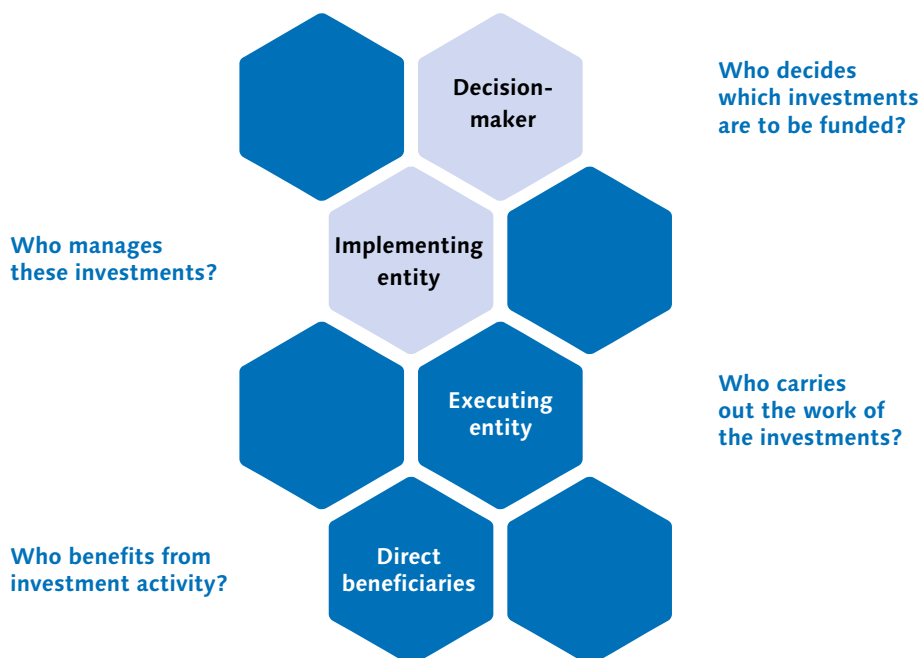 Decision-
maker
Who decides
which investments
are to be funded?
Who manages
these investments?
Implementing
entity
Executing
entity
Who carries
out the work of
the investments?
Who benefits from
investment activity?
Direct
beneficiaries